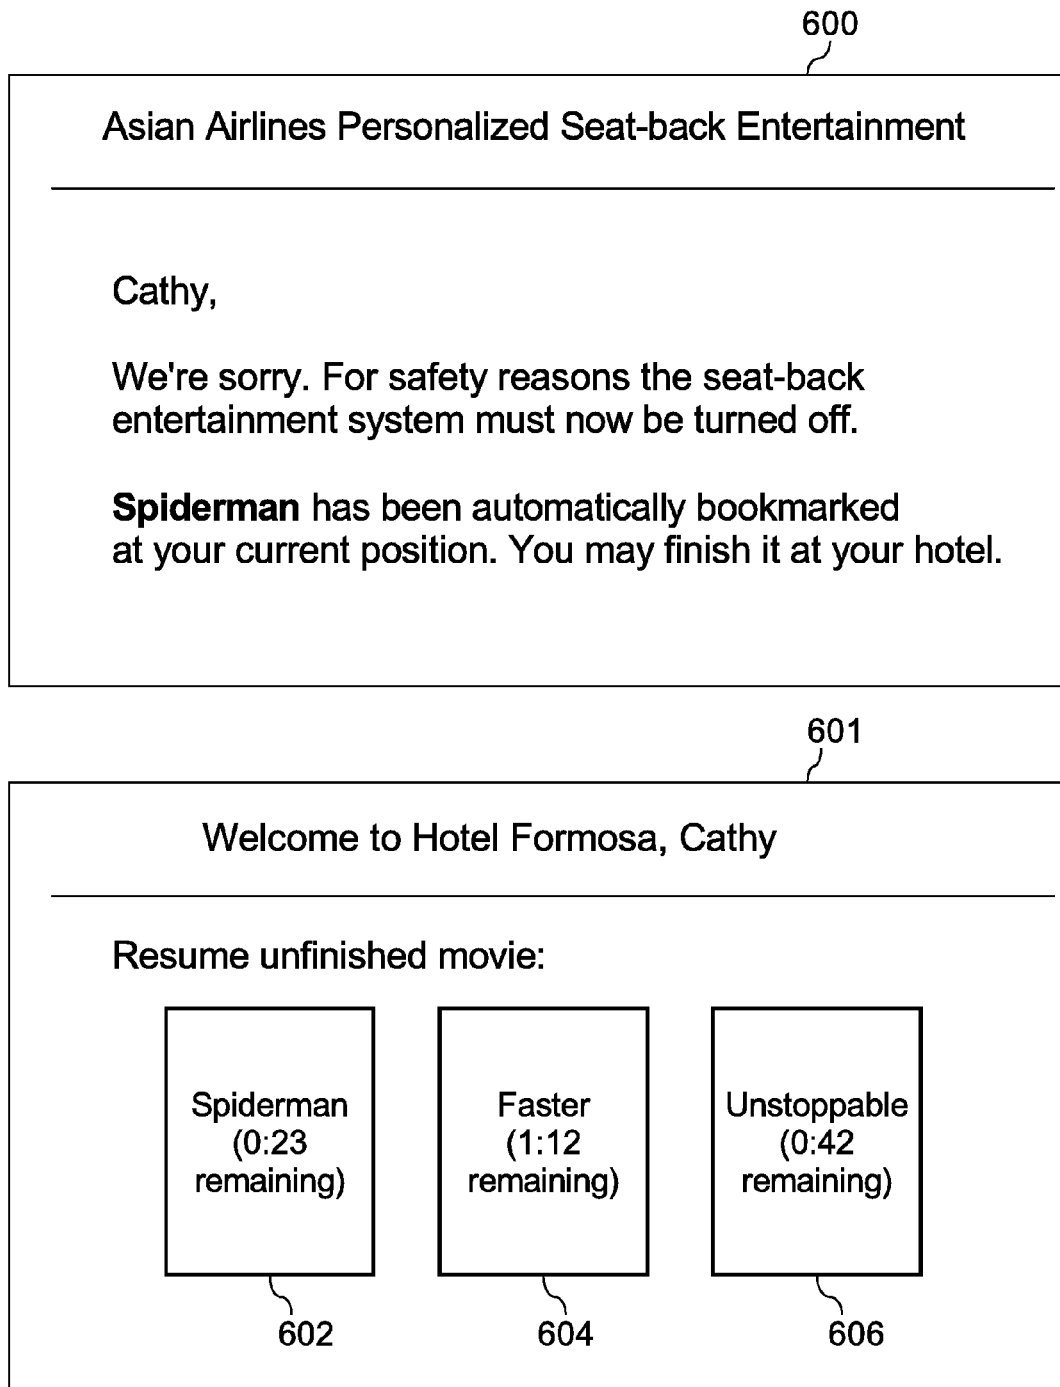 600
Asian Airlines Personalized Seat-back Entertainment
Cathy,
We're sorry. For safety reasons the seat-back
entertainment system must now be turned off.
Spiderman has been automatically bookmarked
at your current position. You may finish it at your hotel.
601
Welcome to Hotel Formosa, Cathy
Resume unfinished movie:
Spiderman
(0:23
remaining)
Faster
(1:12
remaining)
Unstoppable
(0:42
remaining)
602
604
606